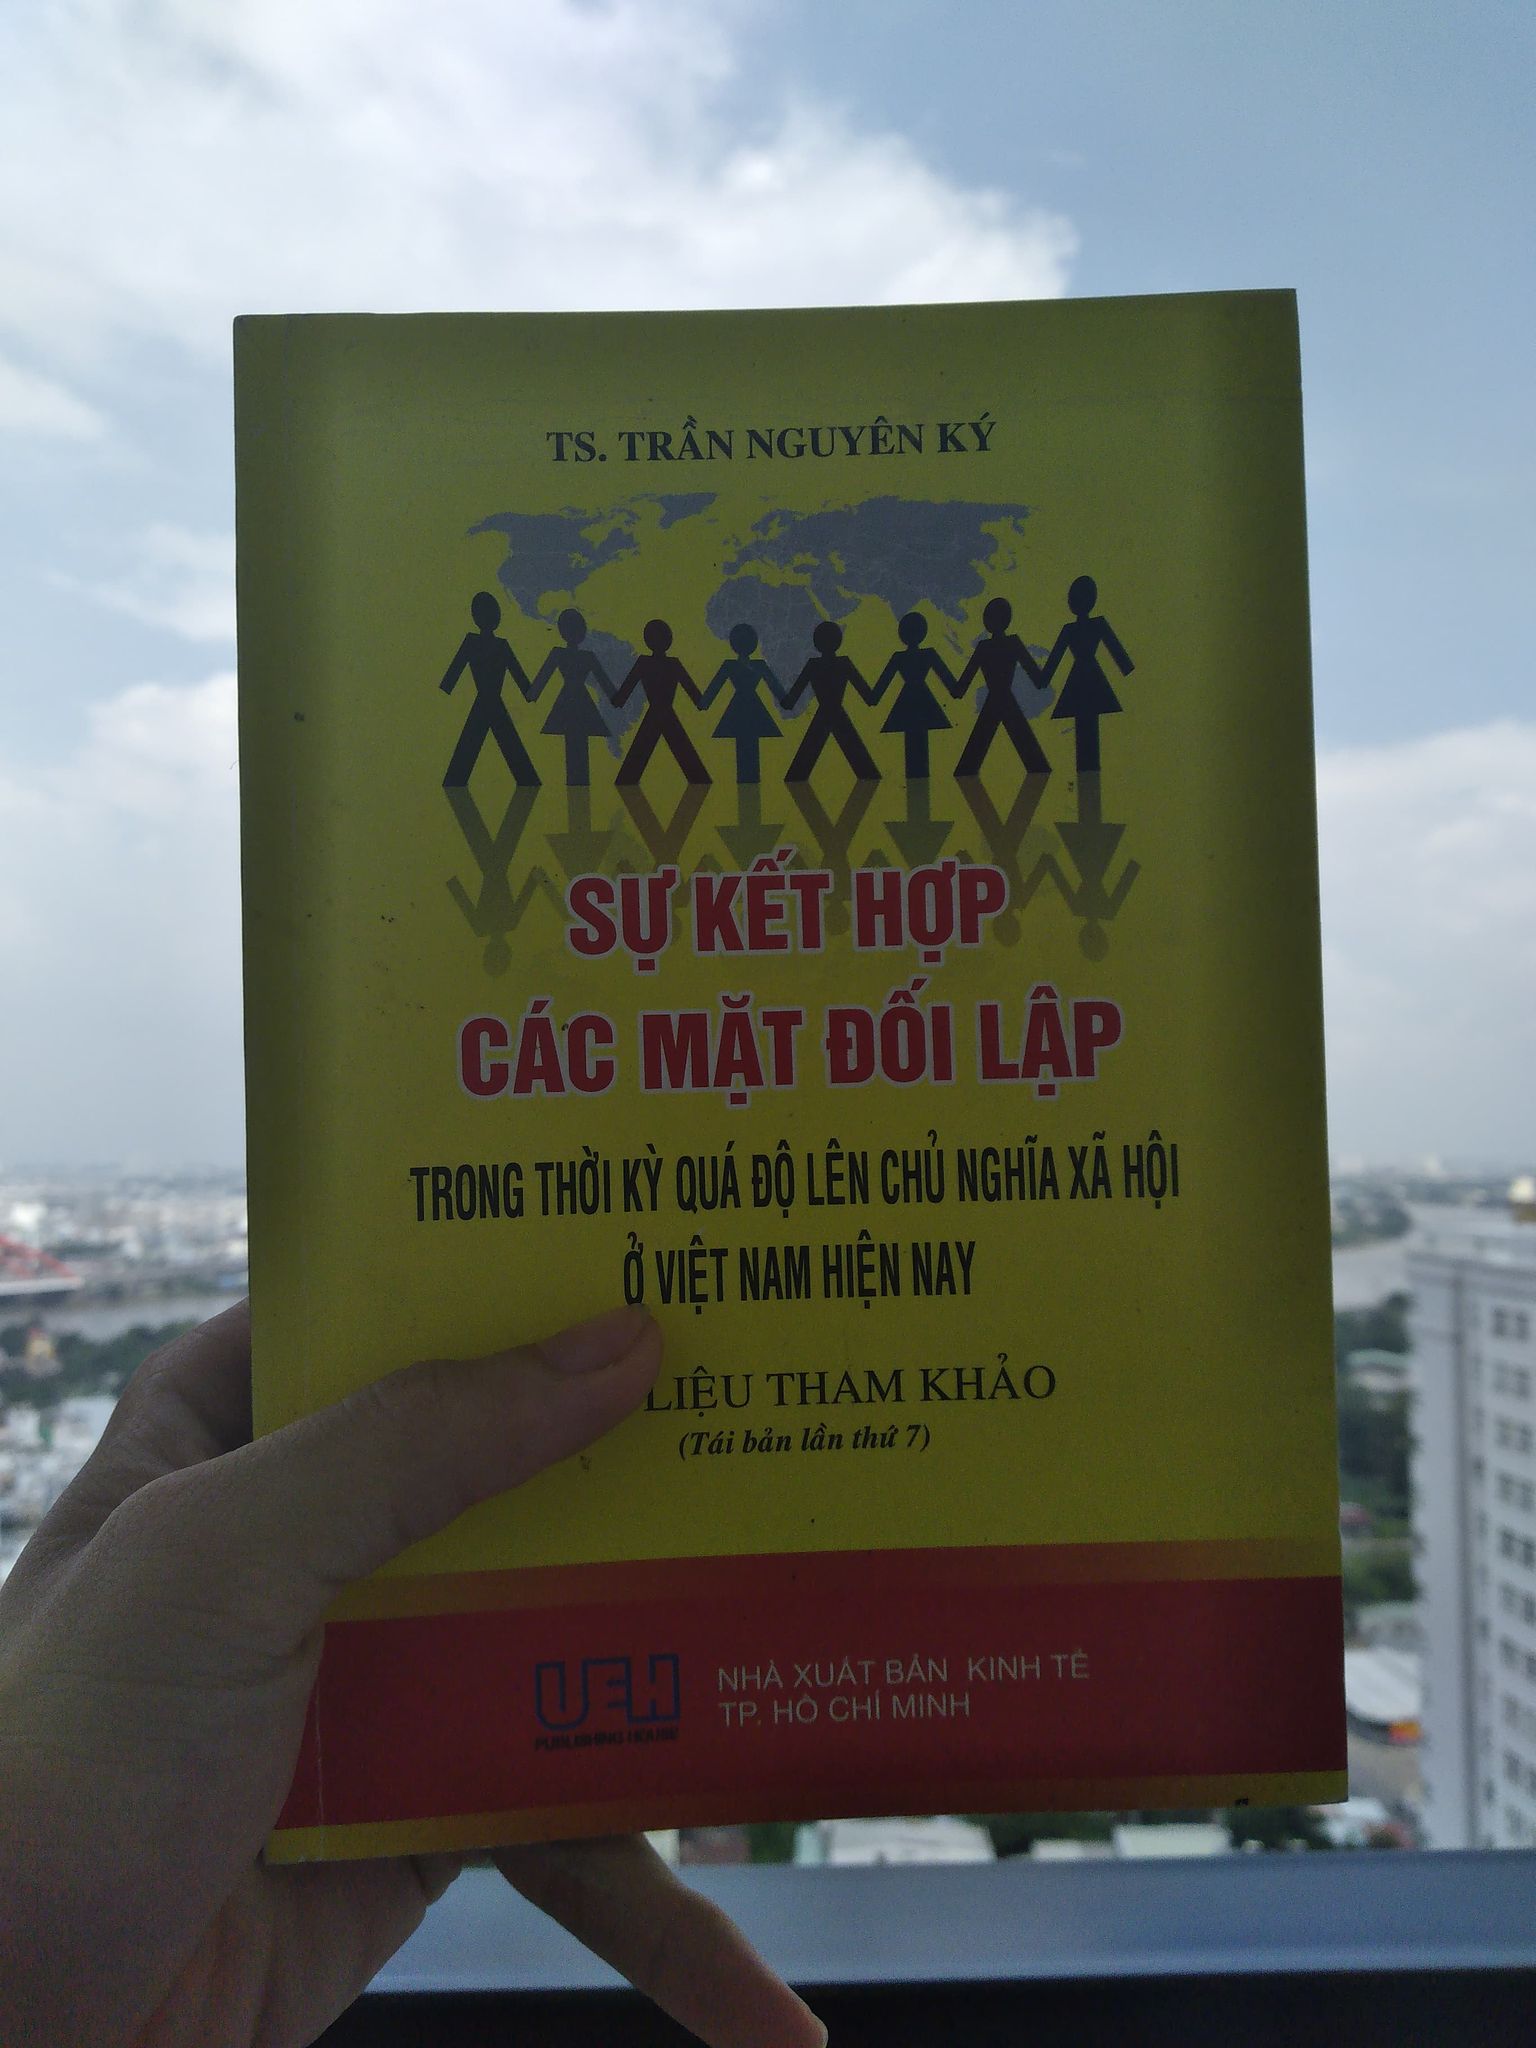 TS. TRẦN NGUYÊN KÝ
SỰ KẾT HỢP
CÁC MẶT ĐỐI LẬP
TRONG THỜI KỲ QUÁ ĐỘ LÊN CHỦ NGHĨA XÃ HỘI
Ở VIỆT NAM HIỆN NAY
LIỆU THAM KHẢO
(Tái bản lần thứ 7)
UEH
PUBLISHING HOUSE
NHÀ XUẤT BẢN KINH TẾ
TP. HỒ CHÍ MINH